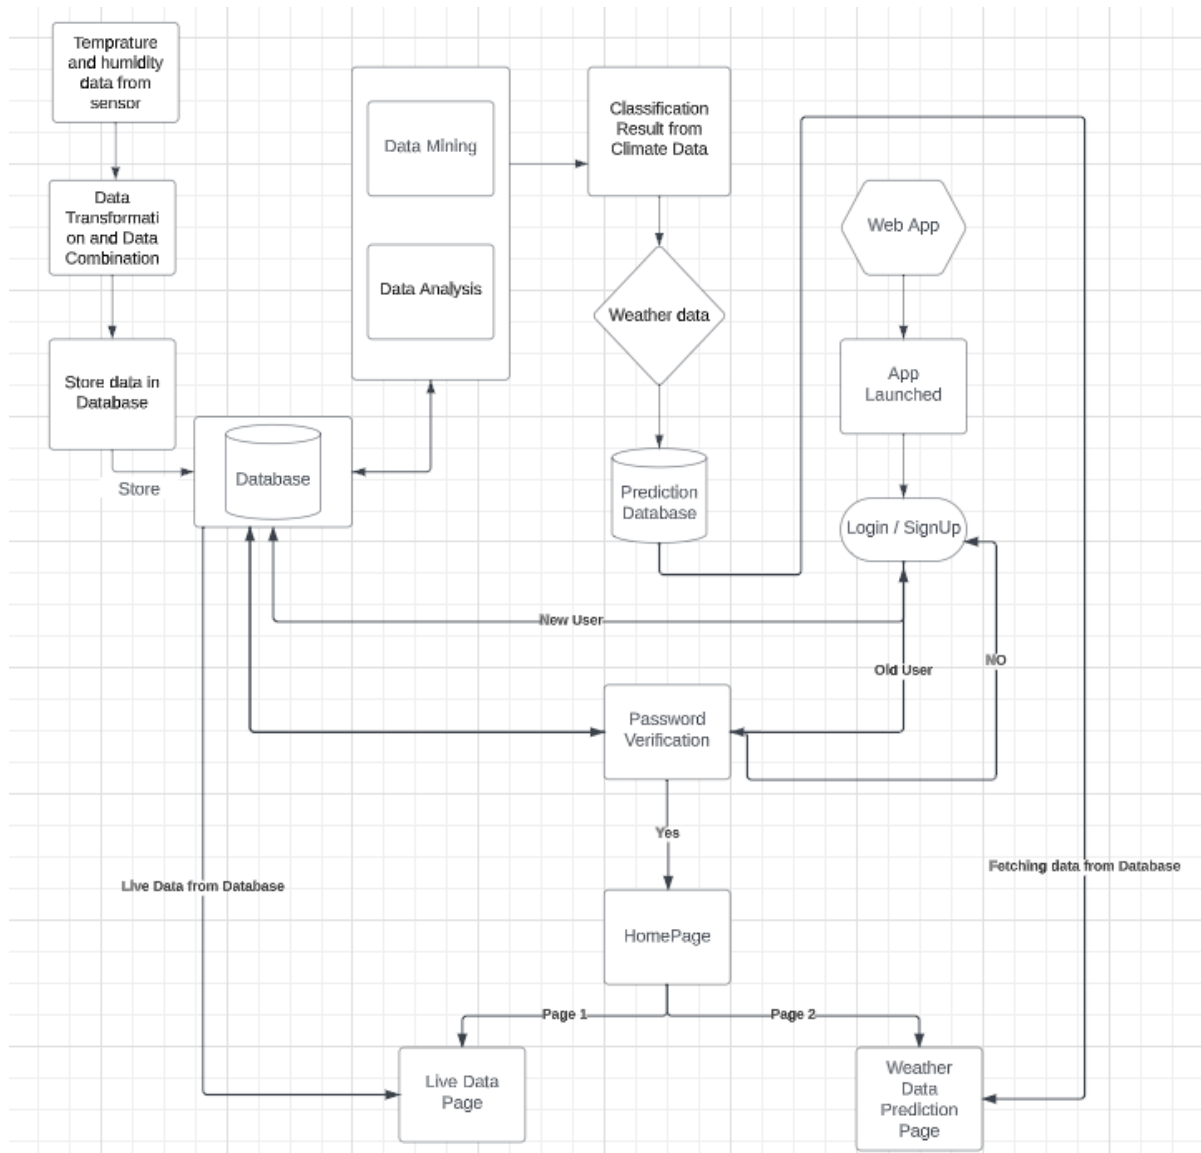 Temprature
and humidity
data from
sensor
Data
Transformati
on and Data
Combination
Store data in
Database
Store
Database
Data Mining
Data Analysis
Classification
Result from
Climate Data
Weather data
Prediction
Database
Web App
App
Launched
Login / SignUp
New User
Old User
NO
Password
Verification
Yes
Live Data from Database
Fetching data from Database
HomePage
Page 1
Page 2
Live Data
Page
Weather
Data
Prediction
Page